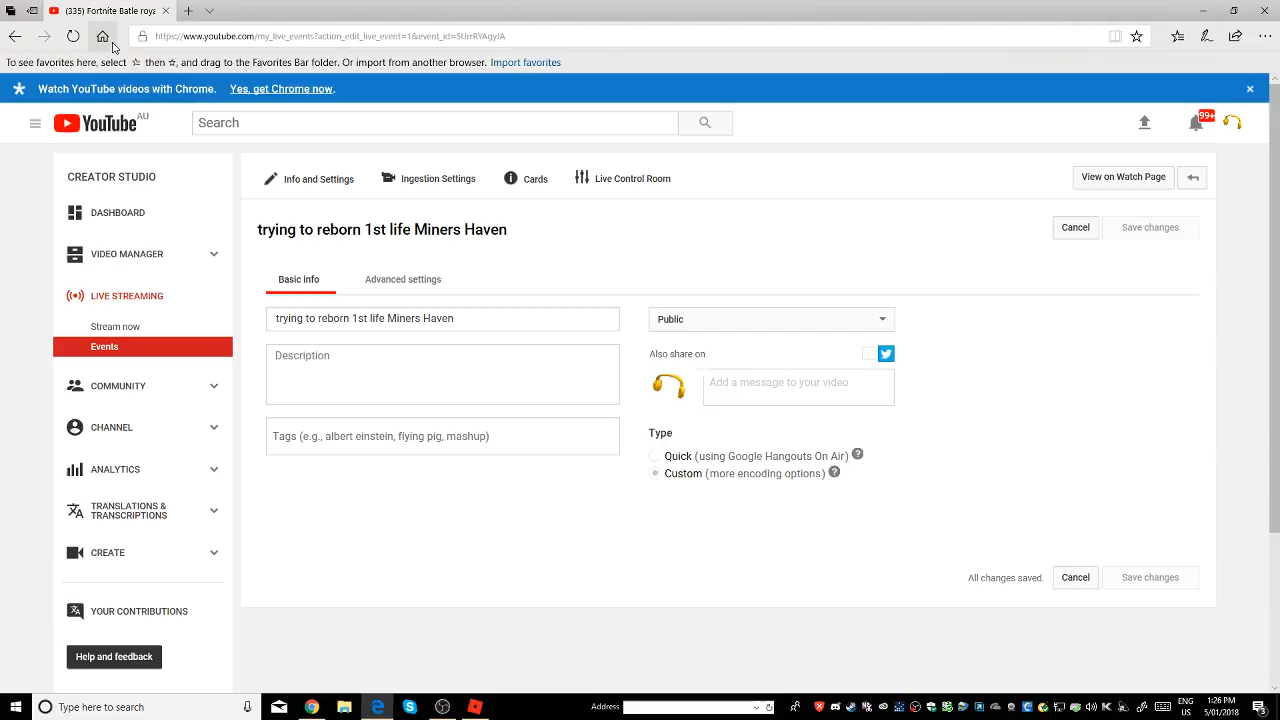 (335) Fortnite Batle roya
https://www.youtube.com/my_live_events?action_edit_live_event=1&event_id=5UrrRYAgyJA
To see favorites here, select ☆ then ☆, and drag to the Favorites Bar folder. Or import from another browser. Import favorites
Watch YouTube videos with Chrome. Yes, get Chrome now.
YouTube AU
Search
99+
CREATOR STUDIO
DASHBOARD
VIDEO MANAGER
LIVE STREAMING
Stream now
Events
COMMUNITY
CHANNEL
ANALYTICS
TRANSLATIONS &
TRANSCRIPTIONS
CREATE
YOUR CONTRIBUTIONS
Help and feedback
Info and Settings
Ingestion Settings
Cards
Live Control Room
View on Watch Page
trying to reborn 1st life Miners Haven
Cancel
Save changes
Basic info
Advanced settings
trying to reborn 1st life Miners Haven
Description
Tags (e.g., albert einstein, flying pig, mashup)
Public
Also share on
Add a message to your video
Type
Quick (using Google Hangouts On Air) ?
Custom (more encoding options) ?
All changes saved.
Cancel
Save changes
Type here to search
Address
ENG
US
1:26 PM
5/01/2018